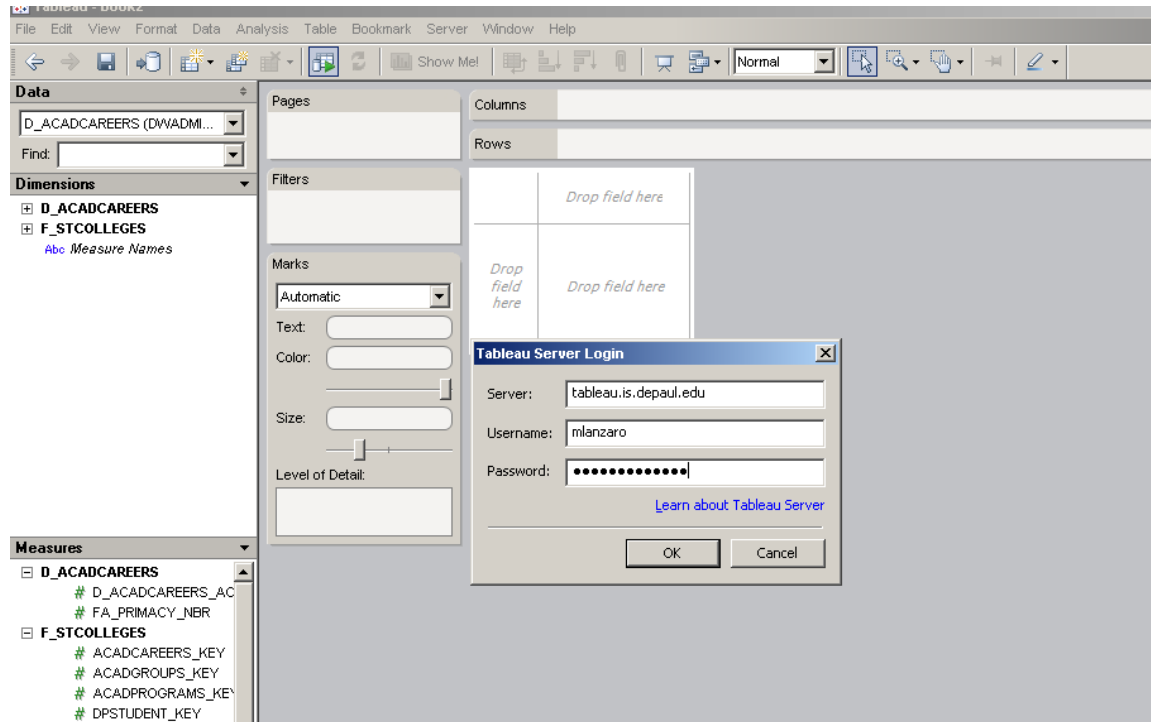 Tableau - Book2
File Edit View Format Data Analysis Table Bookmark Server Window Help
Show Me! Normal
Data
D_ACADCAREERS (DWADMI...
Find:
Dimensions
D_ACADCAREERS
F_STCOLLEGES
Abc Measure Names
Measures
D_ACADCAREERS
# D_ACADCAREERS_AC
# FA_PRIMACY_NBR
F_STCOLLEGES
# ACADCAREERS_KEY
# ACADGROUPS_KEY
# ACADPROGRAMS_KEY
# DPSTUDENT_KEY
Pages
Filters
Marks
Automatic
Text:
Color:
Size:
Level of Detail:
Columns
Rows
Drop field here
Drop
field
here
Drop field here
Tableau Server Login
Server: tableau.is.depaul.edu
Username: mlanzaro
Password: ●●●●●●●●●●●●●
Learn about Tableau Server
OK Cancel